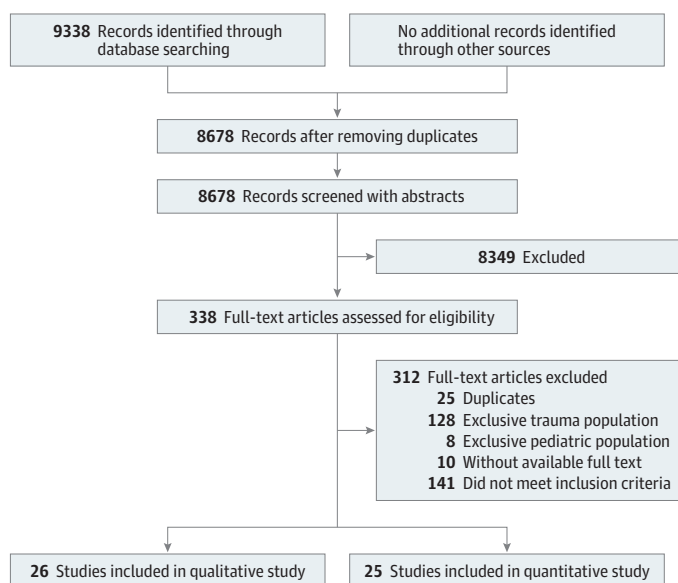 9338 Records identified through
database searching
No additional records identified
through other sources
8678 Records after removing duplicates
8678 Records screened with abstracts
8349 Excluded
338 Full-text articles assessed for eligibility
312 Full-text articles excluded
25 Duplicates
128 Exclusive trauma population
8 Exclusive pediatric population
10 Without available full text
141 Did not meet inclusion criteria
26 Studies included in qualitative study
25 Studies included in quantitative study